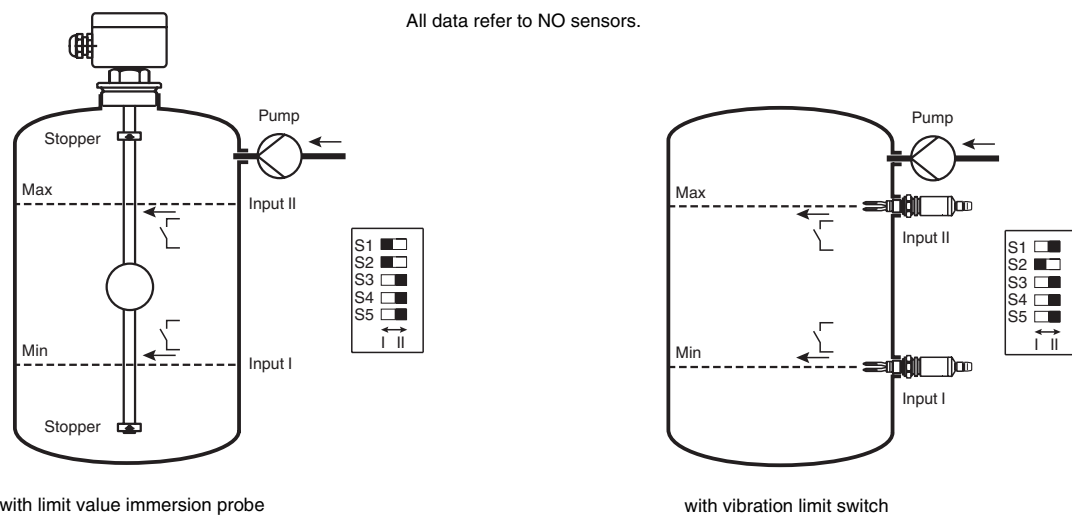 All data refer to NO sensors.
Pump
Stopper
Max
Input II
S1
S2
S3
S4
S5
I II
Min
Input I
Stopper
with limit value immersion probe
Pump
Max
Input II
S1
S2
S3
S4
S5
I II
Min
Input I
with vibration limit switch